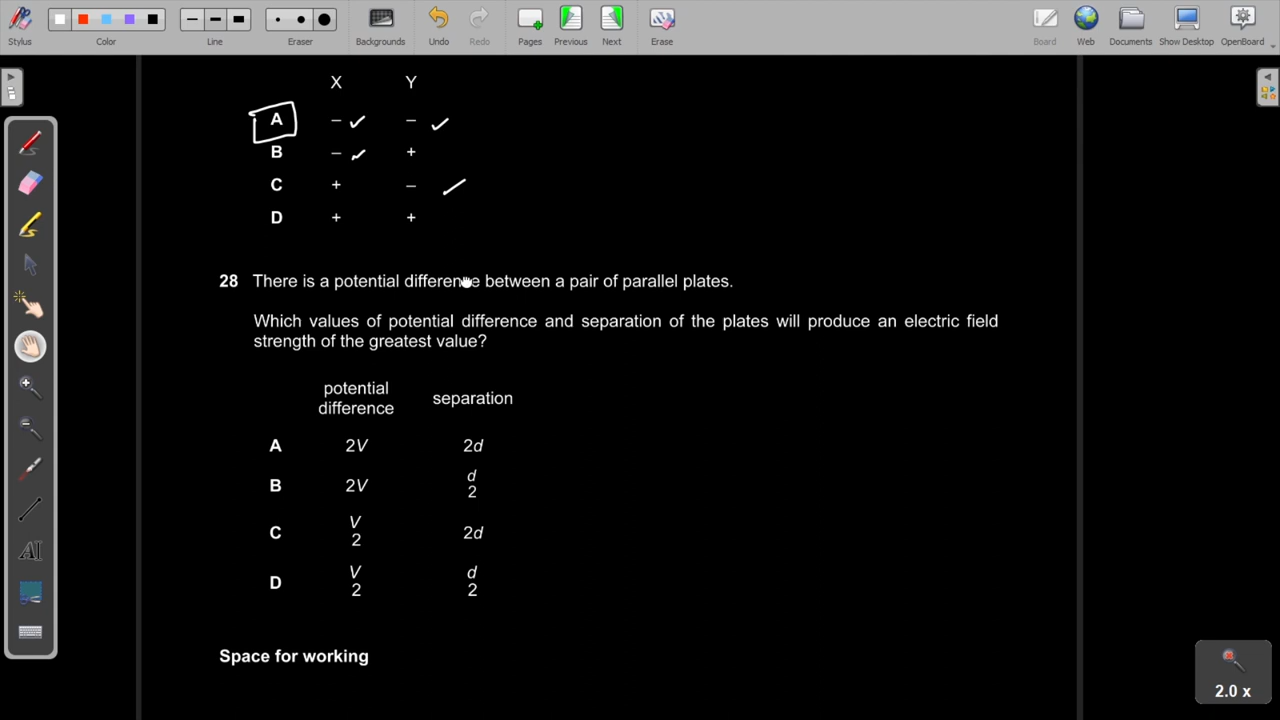 Stylus Color Line Eraser Backgrounds Undo Redo Pages Previous Next Erase Board Web Documents Show Desktop OpenBoard
X Y
A − −
B − +
C + −
D + +
28 There is a potential difference between a pair of parallel plates.
Which values of potential difference and separation of the plates will produce an electric field
strength of the greatest value?
potential
difference separation
A 2V 2d
B 2V d/2
C V/2 2d
D V/2 d/2
Space for working
2.0 x